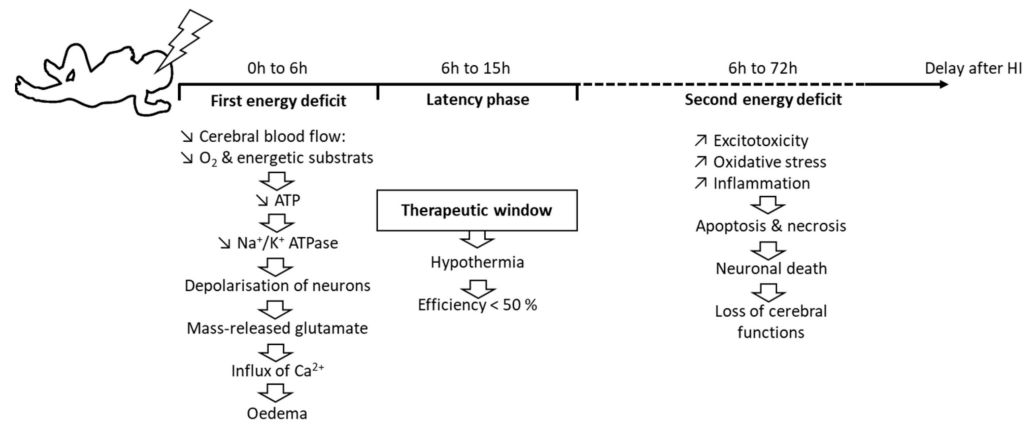 0h to 6h
6h to 15h
6h to 72h
Delay after HI
First energy deficit
Latency phase
Second energy deficit
↘ Cerebral blood flow:
↘ O₂ & energetic substrats
↘ ATP
↘ Na⁺/K⁺ ATPase
Depolarisation of neurons
Mass-released glutamate
Influx of Ca²⁺
Oedema
Therapeutic window
Hypothermia
Efficiency < 50 %
↗ Excitotoxicity
↗ Oxidative stress
↗ Inflammation
Apoptosis & necrosis
Neuronal death
Loss of cerebral
functions